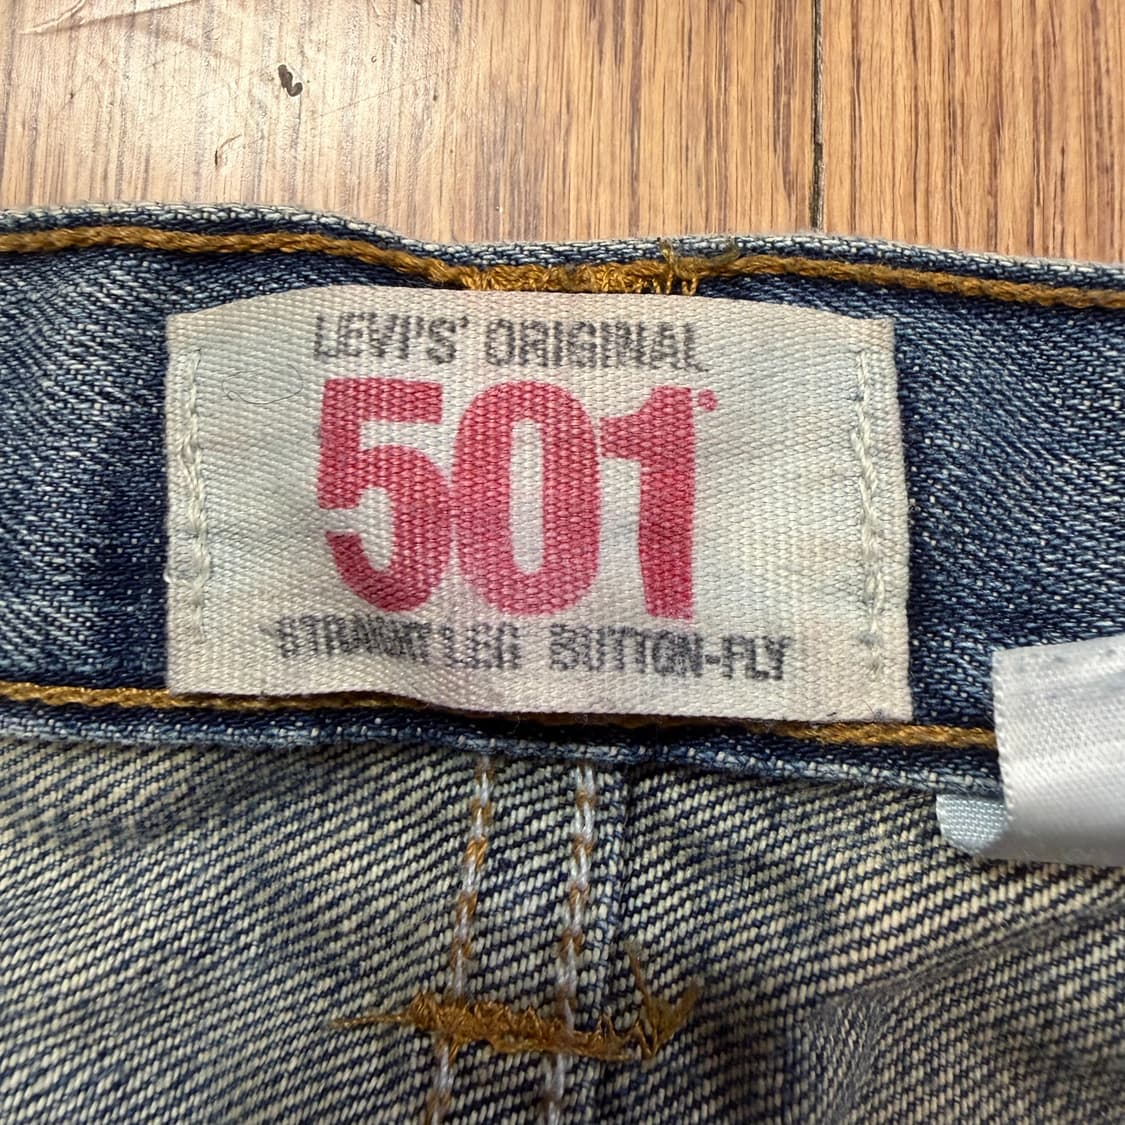 LEVI'S' ORIGINAL
501®
STRAIGHT LEG BUTTON-FLY